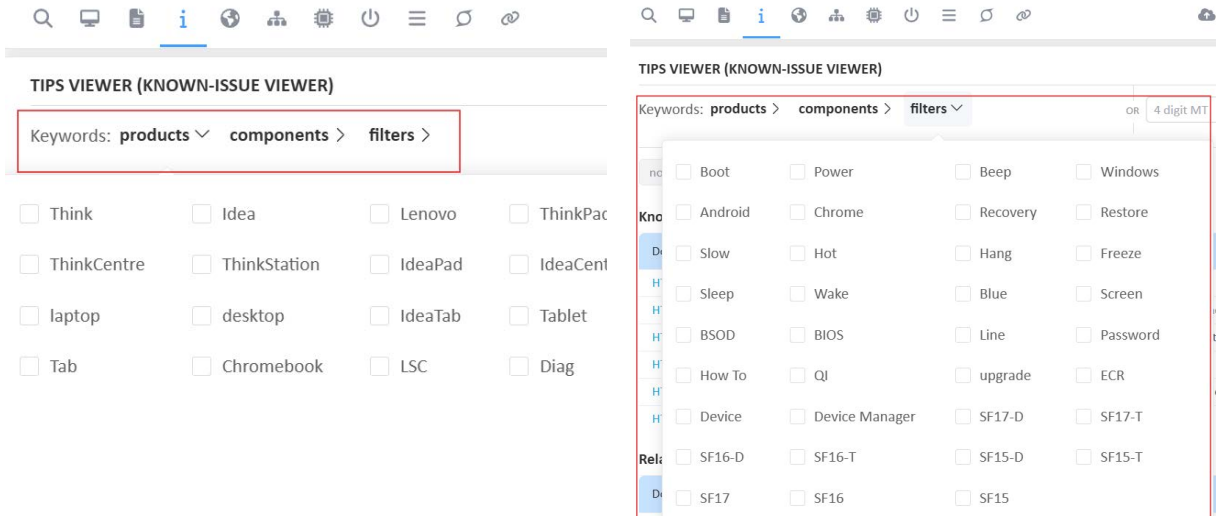 TIPS VIEWER (KNOWN-ISSUE VIEWER)
Keywords: products components filters
Think Idea Lenovo
ThinkCentre ThinkStation IdeaPad
laptop desktop IdeaTab Tablet
Tab Chromebook LSC Diag
TIPS VIEWER (KNOWN-ISSUE VIEWER)
Keywords: products components filters OR 4 digit MT
Boot Power Beep Windows
Android Chrome Recovery Restore
Slow Hot Hang Freeze
Sleep Wake Blue Screen
BSOD BIOS Line Password
How To QI upgrade ECR
Device Device Manager SF17-D SF17-T
SF16-D SF16-T SF15-D SF15-T
SF17 SF16 SF15